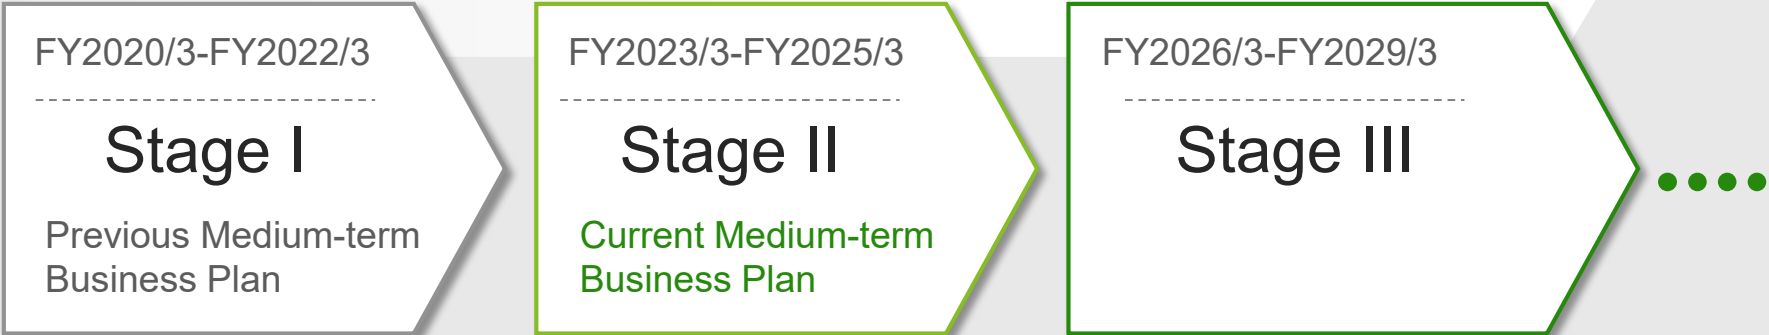 FY2020/3-FY2022/3
Stage I
Previous Medium-term
Business Plan
FY2023/3-FY2025/3
Stage II
Current Medium-term
Business Plan
FY2026/3-FY2029/3
Stage III